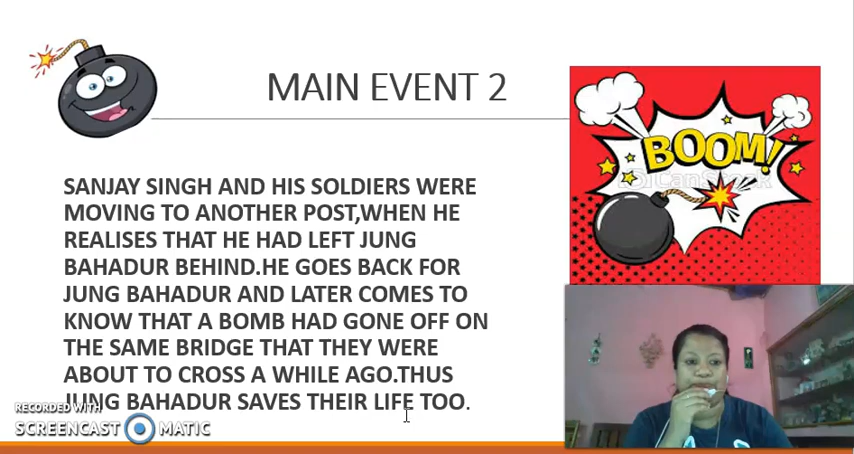 MAIN EVENT 2
BOOM!
CanStock
SANJAY SINGH AND HIS SOLDIERS WERE
MOVING TO ANOTHER POST,WHEN HE
REALISES THAT HE HAD LEFT JUNG
BAHADUR BEHIND.HE GOES BACK FOR
JUNG BAHADUR AND LATER COMES TO
KNOW THAT A BOMB HAD GONE OFF ON
THE SAME BRIDGE THAT THEY WERE
ABOUT TO CROSS A WHILE AGO.THUS
JUNG BAHADUR SAVES THEIR LIFE TOO.
RECORDED WITH
SCREENCAST MATIC